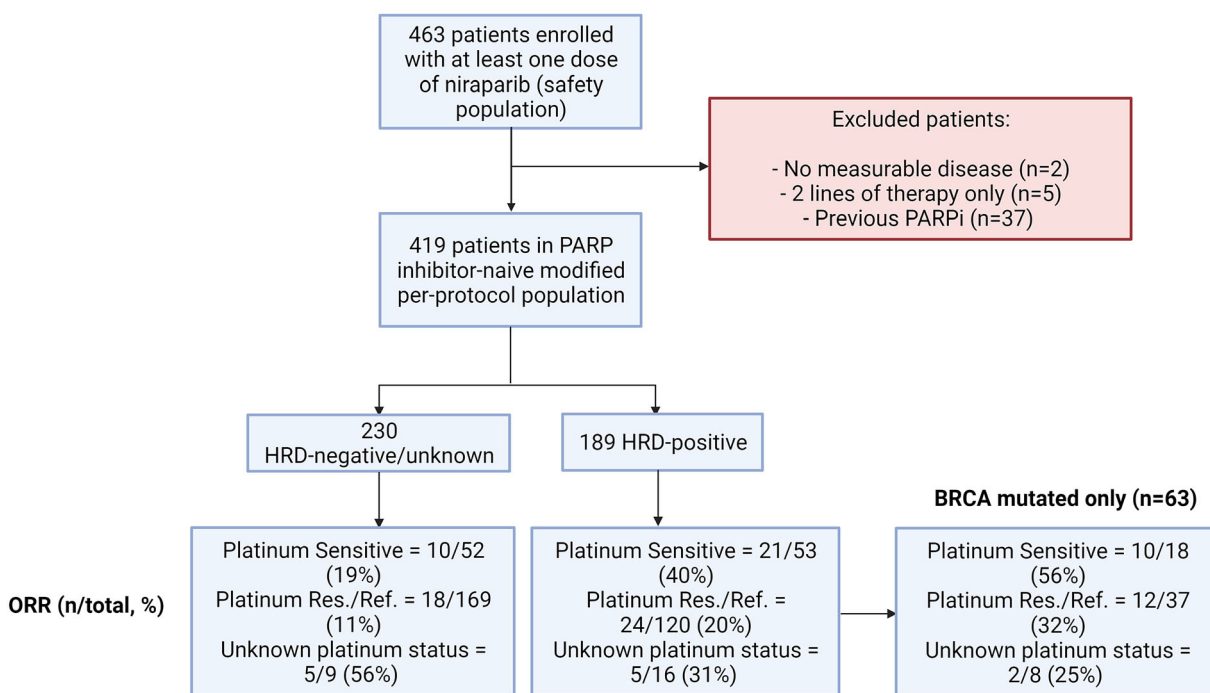 463 patients enrolled
with at least one dose
of niraparib (safety
population)
Excluded patients:
- No measurable disease (n=2)
- 2 lines of therapy only (n=5)
- Previous PARPi (n=37)
419 patients in PARP
inhibitor-naive modified
per-protocol population
230
HRD-negative/unknown
189 HRD-positive
BRCA mutated only (n=63)
ORR (n/total, %)
Platinum Sensitive = 10/52
(19%)
Platinum Res./Ref. = 18/169
(11%)
Unknown platinum status =
5/9 (56%)
Platinum Sensitive = 21/53
(40%)
Platinum Res./Ref. =
24/120 (20%)
Unknown platinum status =
5/16 (31%)
Platinum Sensitive = 10/18
(56%)
Platinum Res./Ref. = 12/37
(32%)
Unknown platinum status =
2/8 (25%)